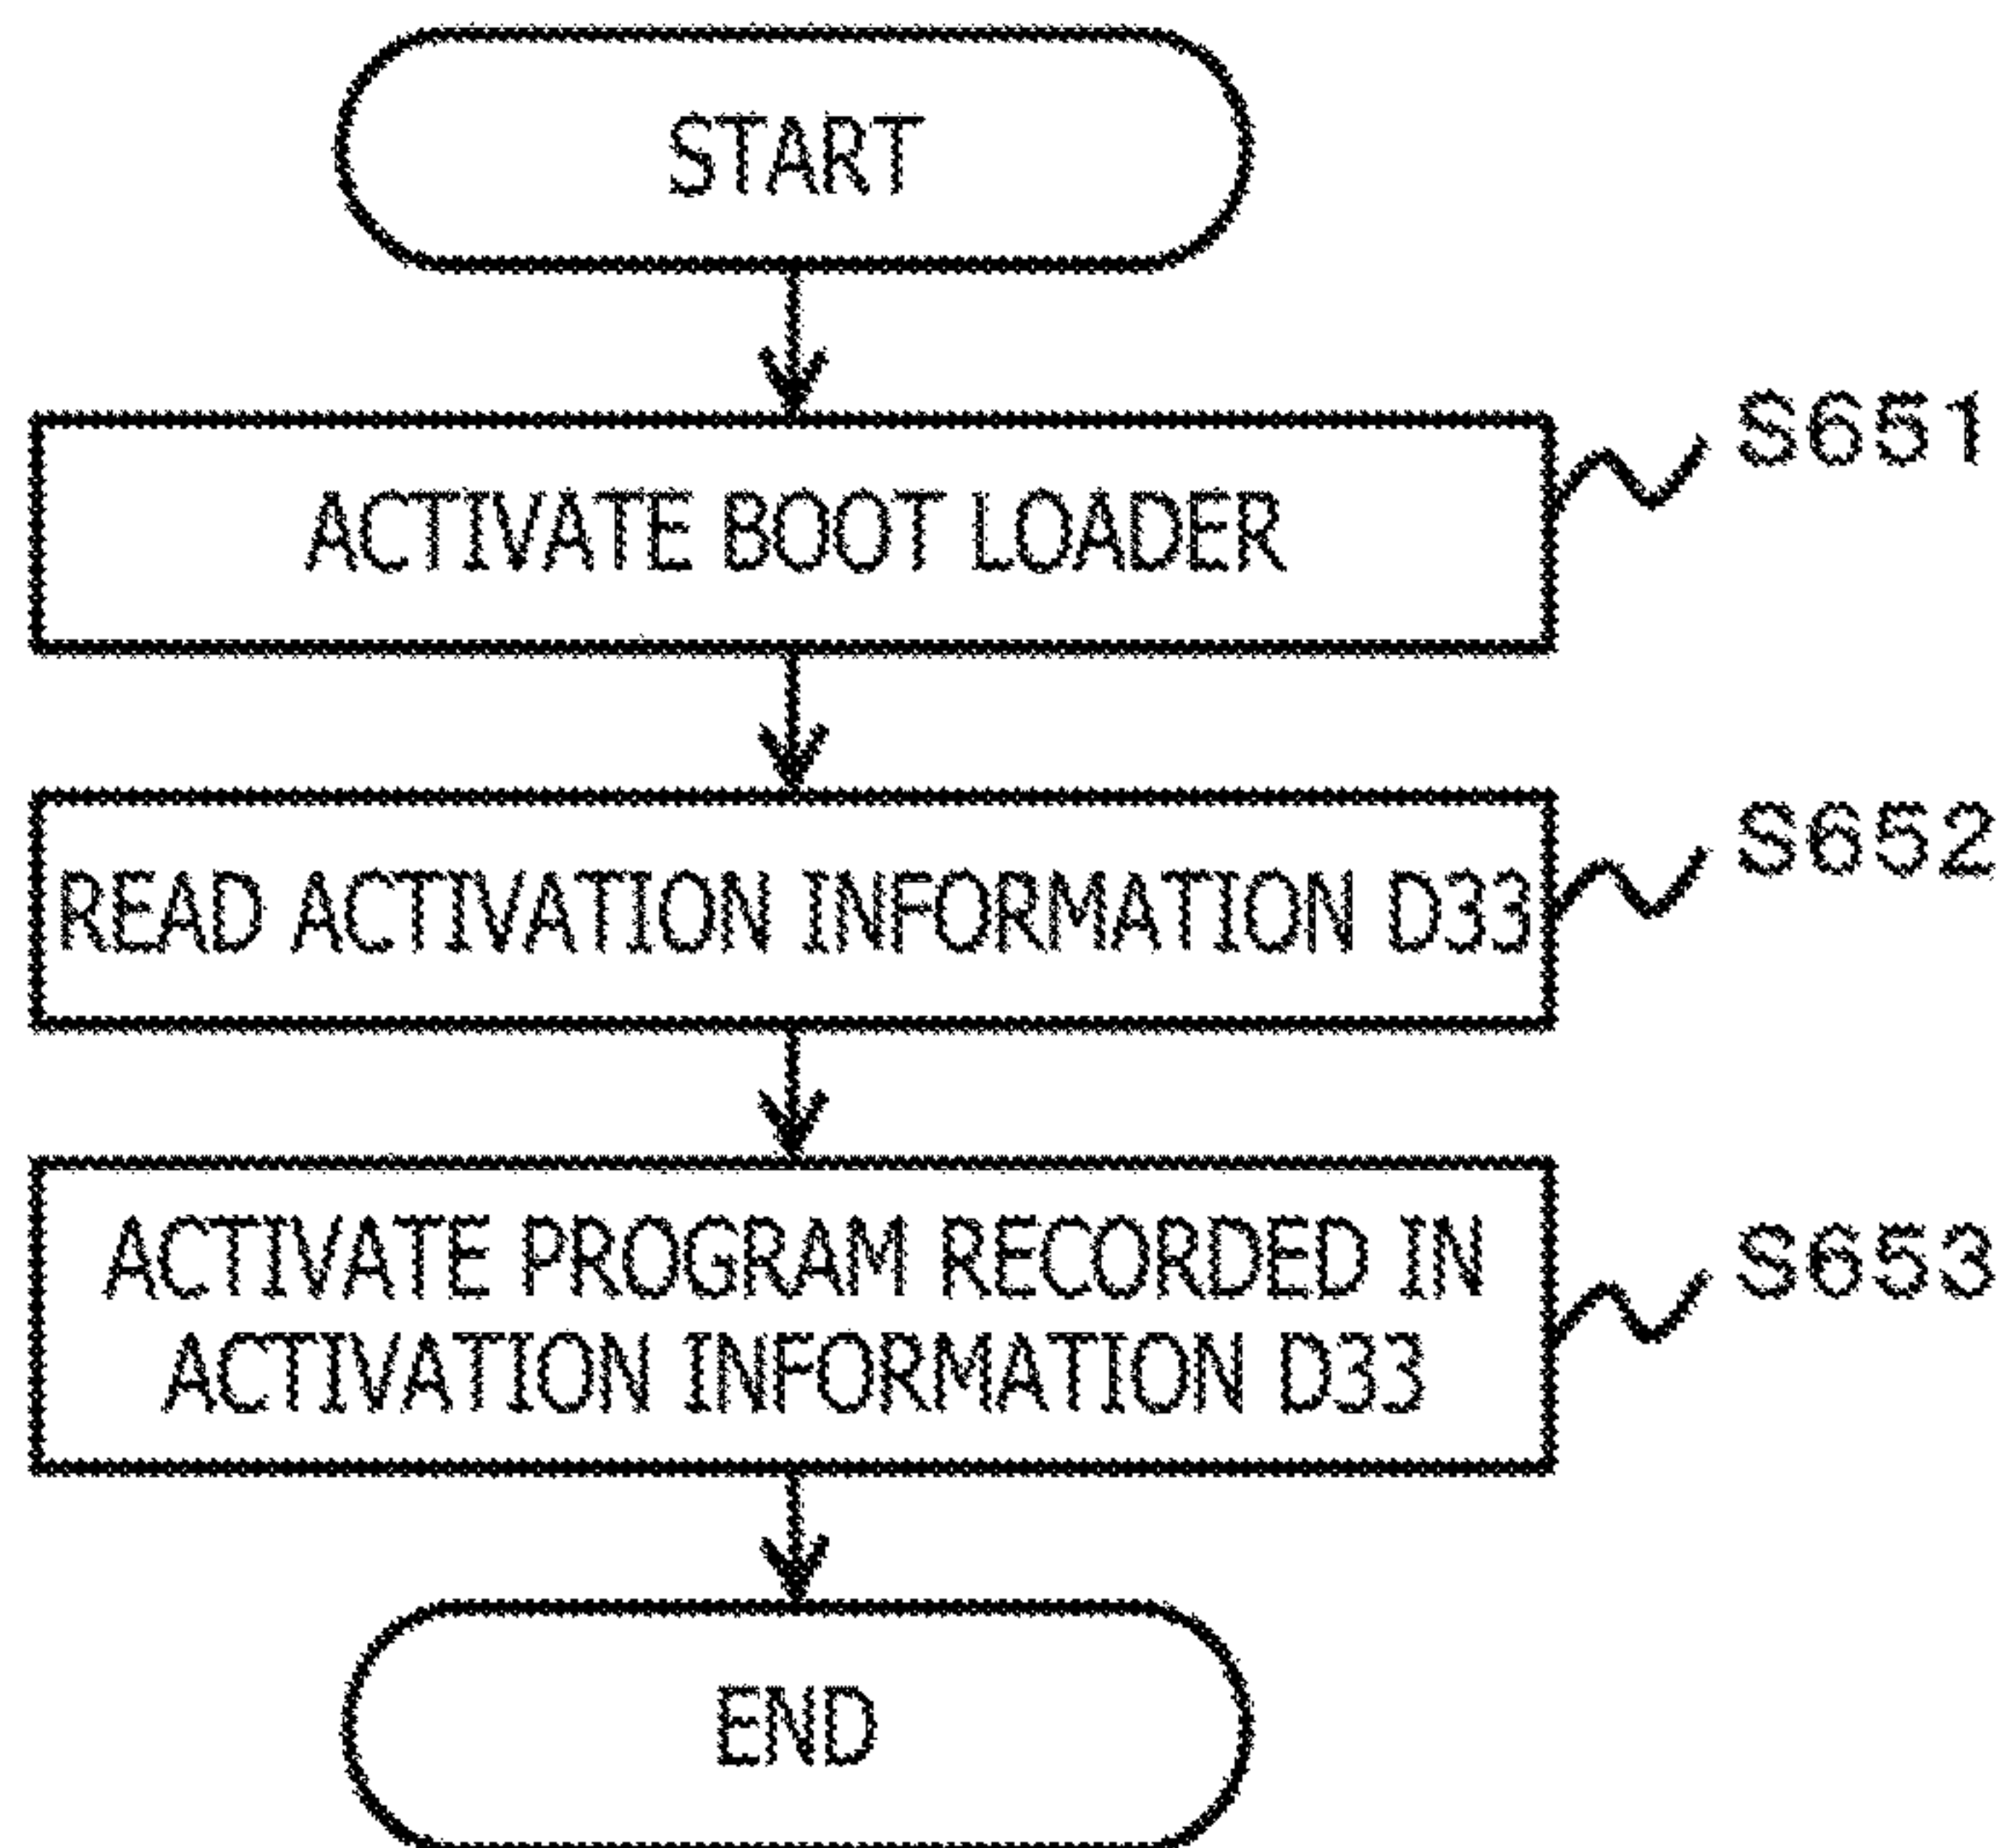 START
ACTIVATE BOOT LOADER
S651
READ ACTIVATION INFORMATION D33
S652
ACTIVATE PROGRAM RECORDED IN
ACTIVATION INFORMATION D33
S653
END